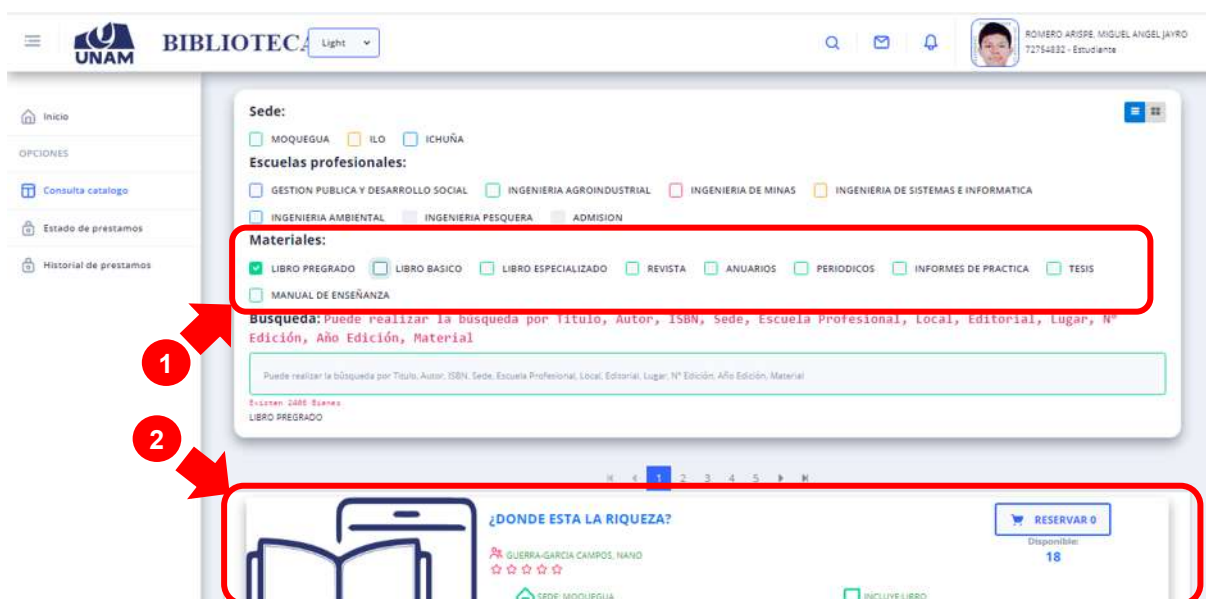 UNAM BIBLIOTECA Light ROMERO ARISPE, MIGUEL ANGEL JAYRO
72754832 - Estudiante
Inicio
OPCIONES
Consulta catalogo
Estado de prestamos
Historial de prestamos
Sede:
MOQUEGUA ILO ICHUÑA
Escuelas profesionales:
GESTION PUBLICA Y DESARROLLO SOCIAL INGENIERIA AGROINDUSTRIAL INGENIERIA DE MINAS INGENIERIA DE SISTEMAS E INFORMATICA
INGENIERIA AMBIENTAL INGENIERIA PESQUERA ADMISION
Materiales:
LIBRO PREGRADO LIBRO BASICO LIBRO ESPECIALIZADO REVISTA ANUARIOS PERIODICOS INFORMES DE PRACTICA TESIS
MANUAL DE ENSEÑANZA
1
Búsqueda: Puede realizar la búsqueda por Titulo, Autor, ISBN, Sede, Escuela Profesional, Local, Editorial, Lugar, N°
Edición, Año Edición, Material
Puede realizar la búsqueda por Titulo, Autor, ISBN, Sede, Escuela Profesional, Local, Editorial, Lugar, N° Edición, Año Edición, Material
Existen Bienes
LIBRO PREGRADO
2
1 2 3 4 5
¿DONDE ESTA LA RIQUEZA?
RESERVAR 0
Disponible:
18
GUERRA-GARCIA CAMPOS, NANO
SEDE: MOQUEGUA INCLUYE:LIBRO